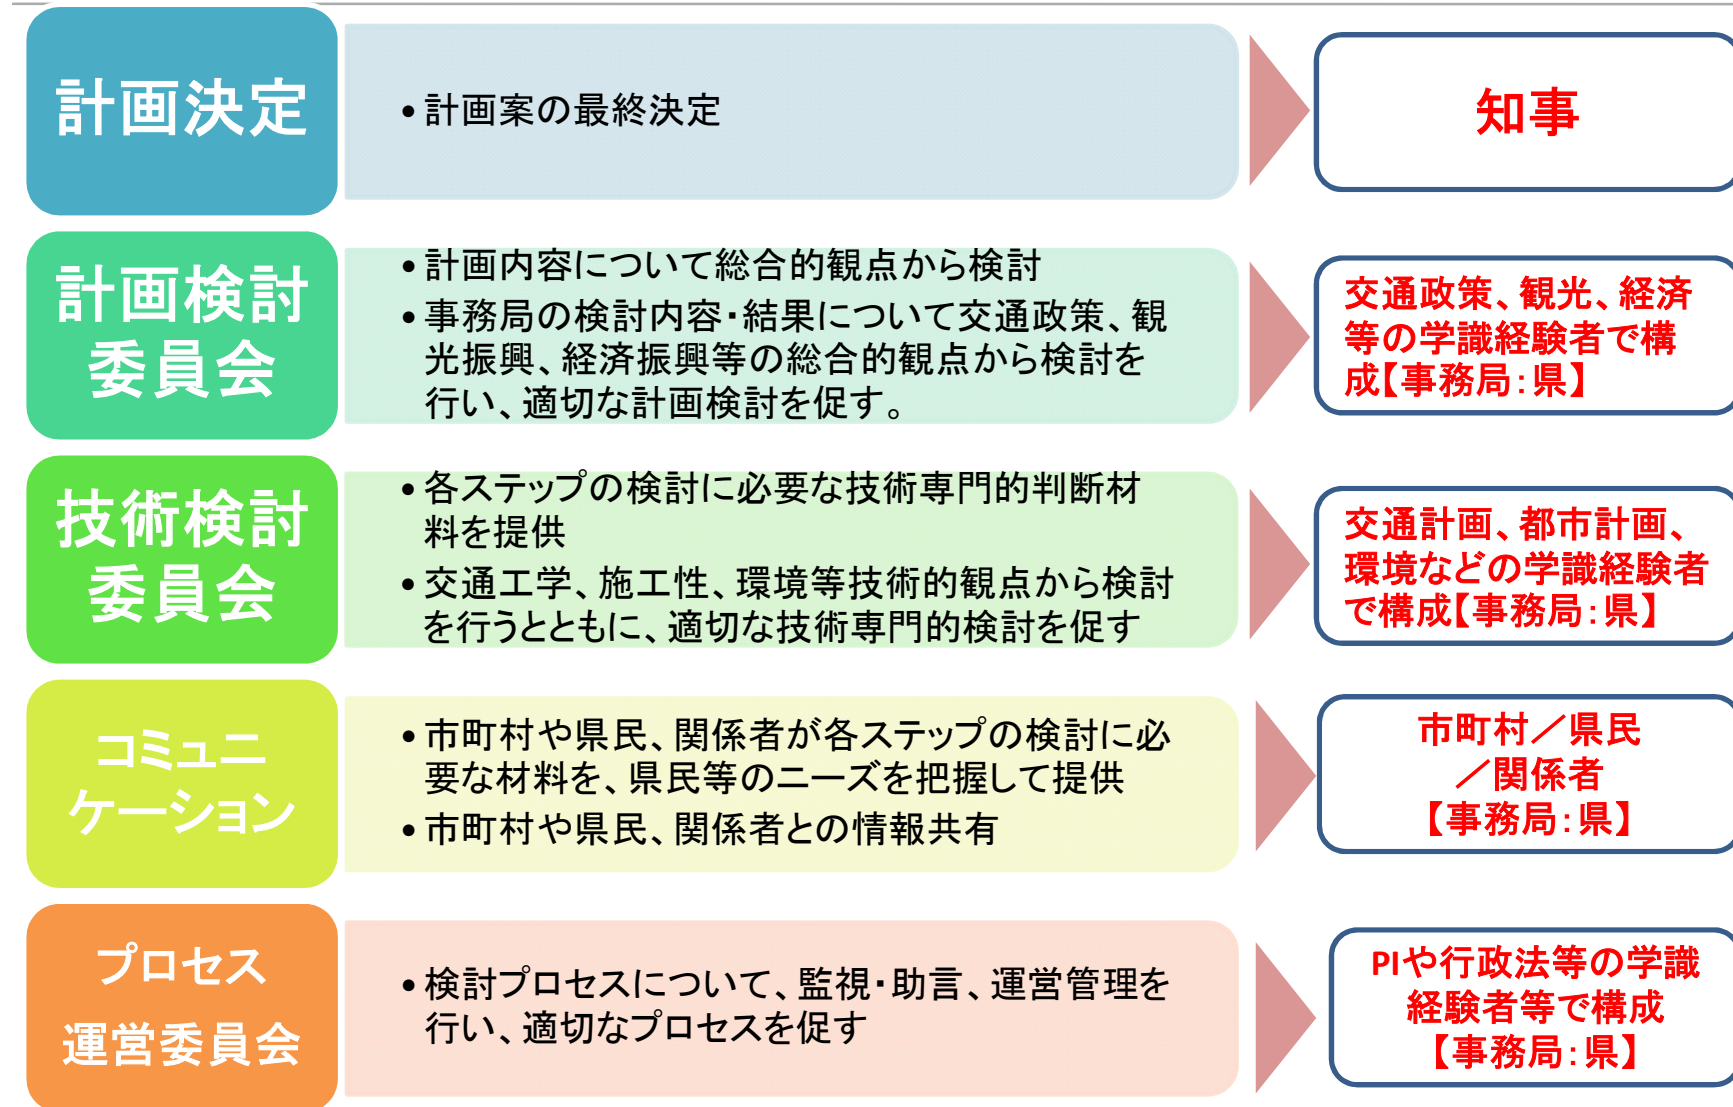 計画決定
•計画案の最終決定
知事
計画検討
委員会
•計画内容について総合的観点から検討
•事務局の検討内容・結果について交通政策、観
光振興、経済振興等の総合的観点から検討を
行い、適切な計画検討を促す。
交通政策、観光、経済
等の学識経験者で構
成【事務局：県】
技術検討
委員会
•各ステップの検討に必要な技術専門的判断材
料を提供
•交通工学、施工性、環境等技術的観点から検討
を行うとともに、適切な技術専門的検討を促す
交通計画、都市計画、
環境などの学識経験者
で構成【事務局：県】
コミュニ
ケーション
•市町村や県民、関係者が各ステップの検討に必
要な材料を、県民等のニーズを把握して提供
•市町村や県民、関係者との情報共有
市町村／県民
／関係者
【事務局：県】
プロセス
運営委員会
•検討プロセスについて、監視・助言、運営管理を
行い、適切なプロセスを促す
PIや行政法等の学識
経験者等で構成
【事務局：県】